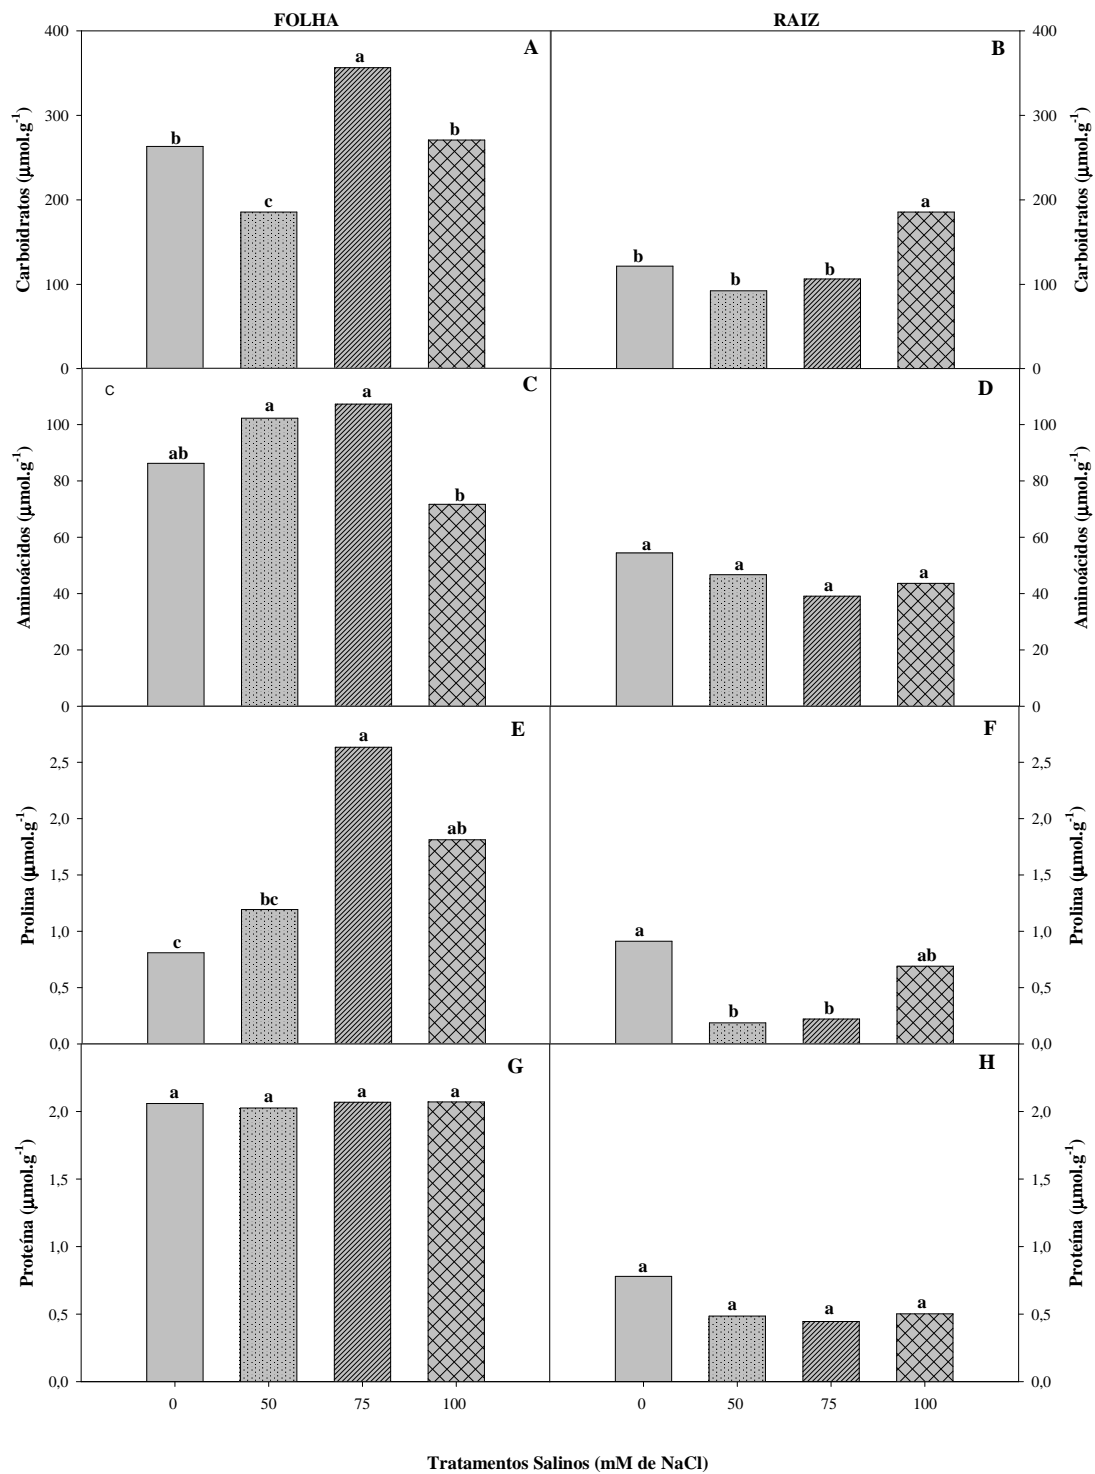 FOLHA RAIZ
400 A B 400
a
300 300
b b
Carboidratos (µmol.g⁻¹) Carboidratos (µmol.g⁻¹)
200 c a 200
b b b
100 100
0 0
C C D
a a
100 100
ab
80 80
b
Aminoácidos (µmol.g⁻¹) Aminoácidos (µmol.g⁻¹)
60 60
a a a a
40 40
20 20
0 0
E F
a
2,5 2,5
2,0 2,0
ab
Prolina (µmol.g⁻¹) Prolina (µmol.g⁻¹)
1,5 1,5
bc
1,0 1,0
c a ab
0,5 0,5
b b
0,0 0,0
G H
a a a a
2,0 2,0
1,5 1,5
Proteína (µmol.g⁻¹) Proteína (µmol.g⁻¹)
1,0 1,0
a a a a
0,5 0,5
0,0 0,0
0 50 75 100 0 50 75 100
Tratamentos Salinos (mM de NaCl)